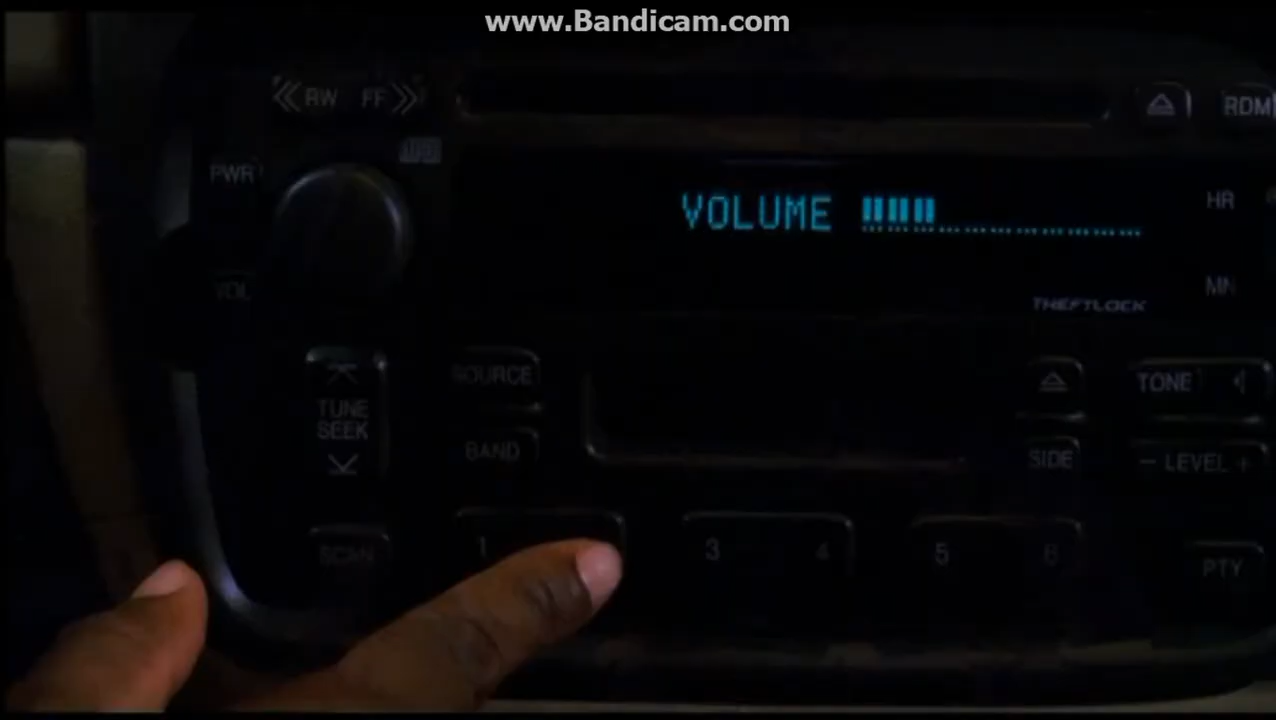 www.Bandicam.com
RW FF
RDM
PWR
VOLUME
HR
VOL
MN
THEFTLOCK
SOURCE
TONE
TUNE
SEEK
BAND
SIDE
- LEVEL +
1
3
4
5
6
SCAN
PTY